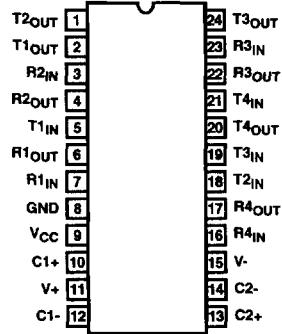 T2OUT 1 24 T3OUT
T1OUT 2 23 R3IN
R2IN 3 22 R3OUT
R2OUT 4 21 T4IN
T1IN 5 20 T4OUT
R1OUT 6 19 T3IN
R1IN 7 18 T2IN
GND 8 17 R4OUT
VCC 9 16 R4IN
C1+ 10 15 V-
V+ 11 14 C2-
C1- 12 13 C2+